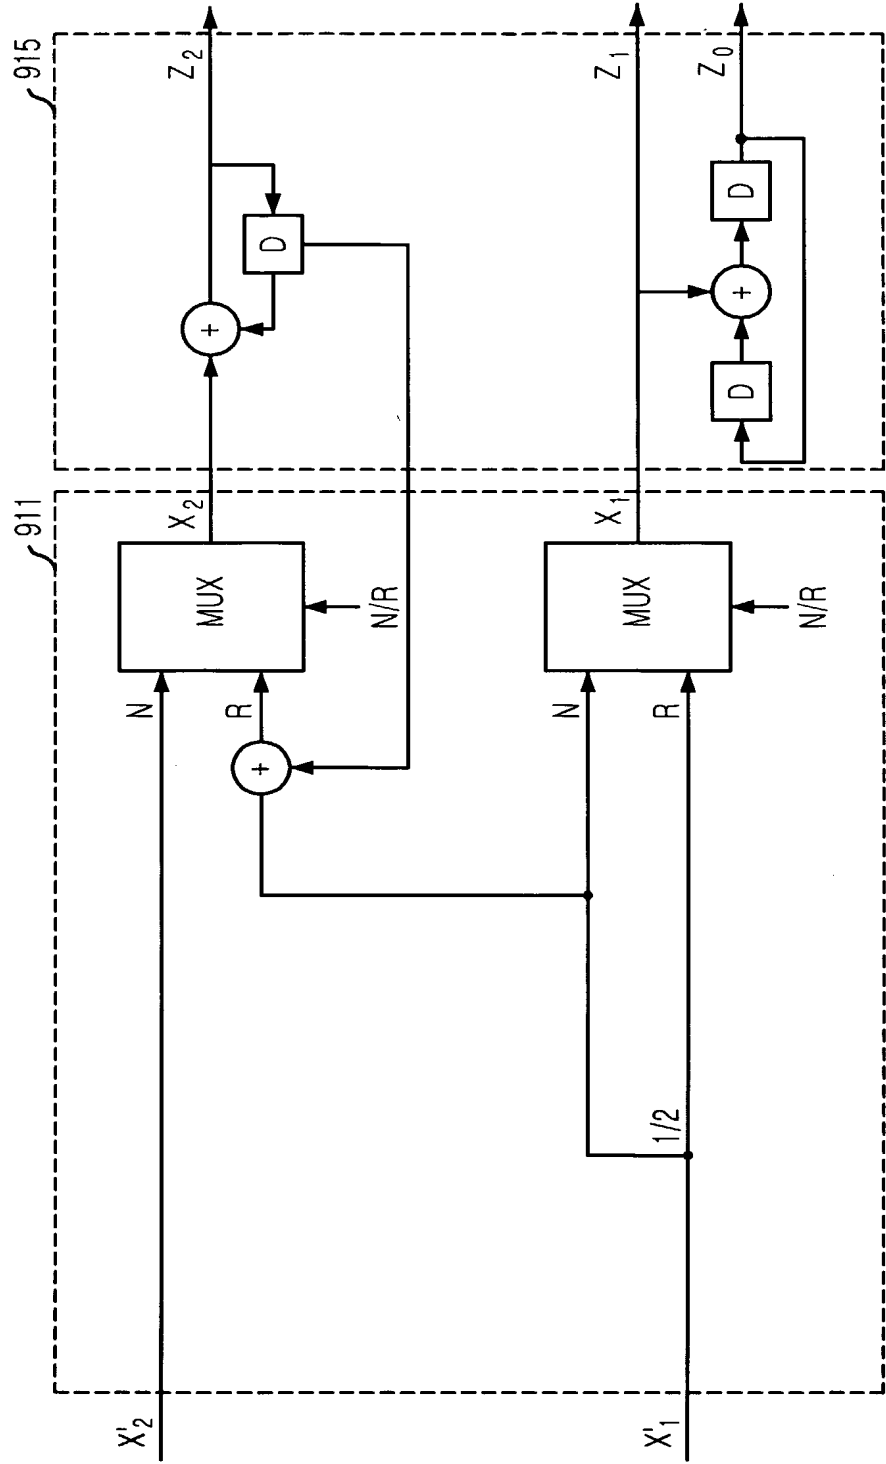 911
915
X'2
N
MUX
X2
+
Z2
R
+
D
N/R
N
MUX
X1
Z1
X'1
1/2
R
N/R
D
+
D
Z0